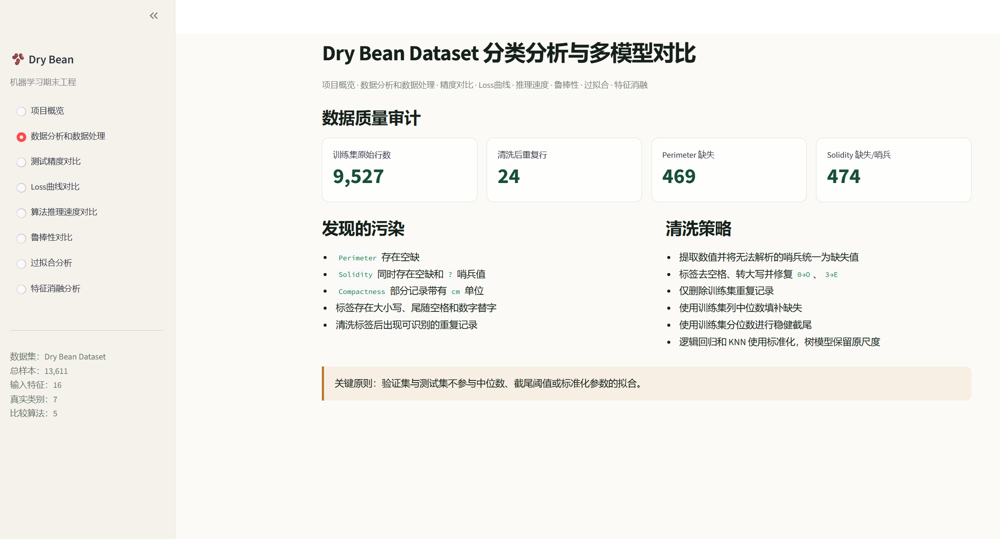 Dry Bean
机器学习期末工程
项目概览
数据分析和数据处理
测试精度对比
Loss曲线对比
算法推理速度对比
鲁棒性对比
过拟合分析
特征消融分析
数据集：Dry Bean Dataset
总样本：13,611
输入特征：16
真实类别：7
比较算法：5
Dry Bean Dataset 分类分析与多模型对比
项目概览 · 数据分析和数据处理 · 精度对比 · Loss曲线 · 推理速度 · 鲁棒性 · 过拟合 · 特征消融
数据质量审计
训练集原始行数
9,527
清洗后重复行
24
Perimeter 缺失
469
Solidity 缺失/哨兵
474
发现的污染
Perimeter 存在空缺
Solidity 同时存在空缺和 ? 哨兵值
Compactness 部分记录带有 cm 单位
标签存在大小写、尾随空格和数字替字
清洗标签后出现可识别的重复记录
清洗策略
提取数值并将无法解析的哨兵统一为缺失值
标签去空格、转大写并修复 0→O 、 3→E
仅删除训练集重复记录
使用训练集列中位数填补缺失
使用训练集分位数进行稳健截尾
逻辑回归和 KNN 使用标准化，树模型保留原尺度
关键原则：验证集与测试集不参与中位数、截尾阈值或标准化参数的拟合。